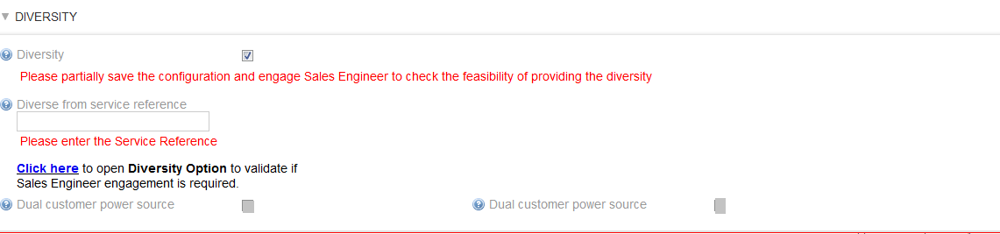 DIVERSITY
Diversity
Please partially save the configuration and engage Sales Engineer to check the feasibility of providing the diversity
Diverse from service reference
Please enter the Service Reference
Click here to open Diversity Option to validate if
Sales Engineer engagement is required.
Dual customer power source
Dual customer power source